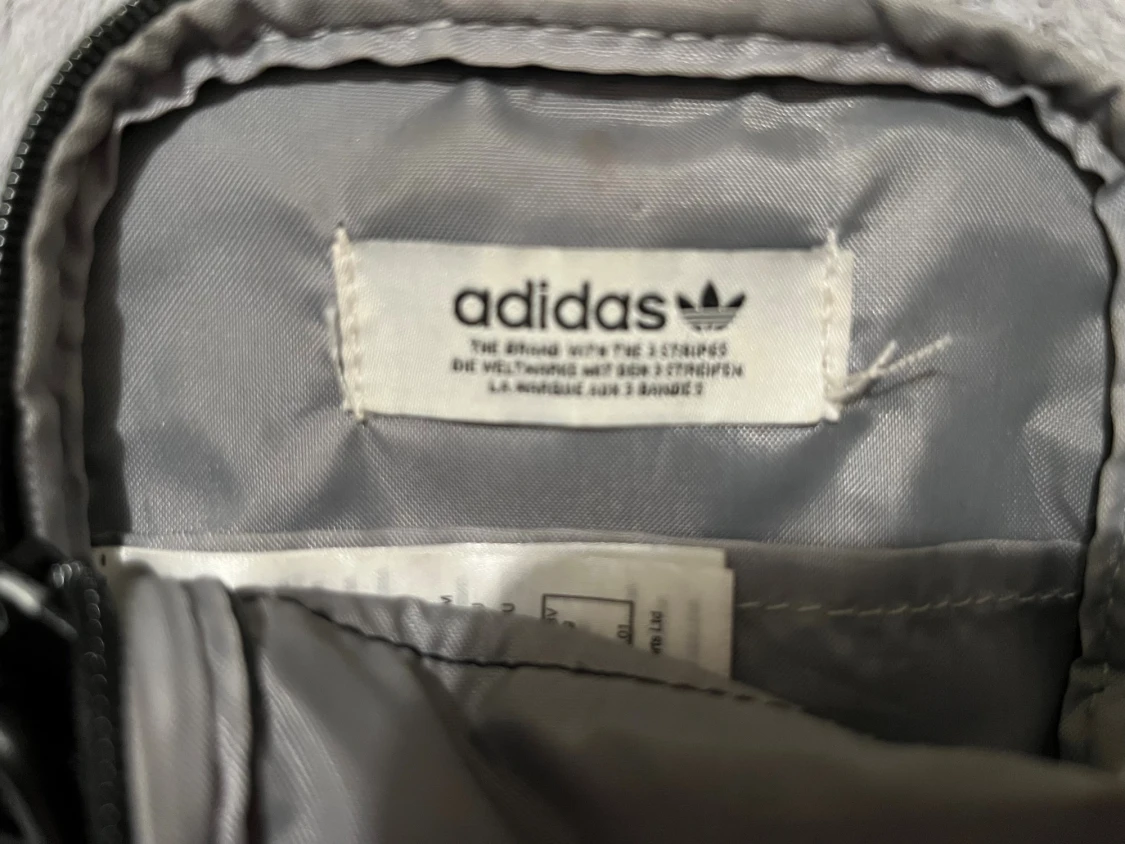 adidas
THE BRAND WITH THE 3 STRIPES
DIE WELTMARKE MIT DEN 3 STREIFEN
LA MARQUE AUX 3 BANDES